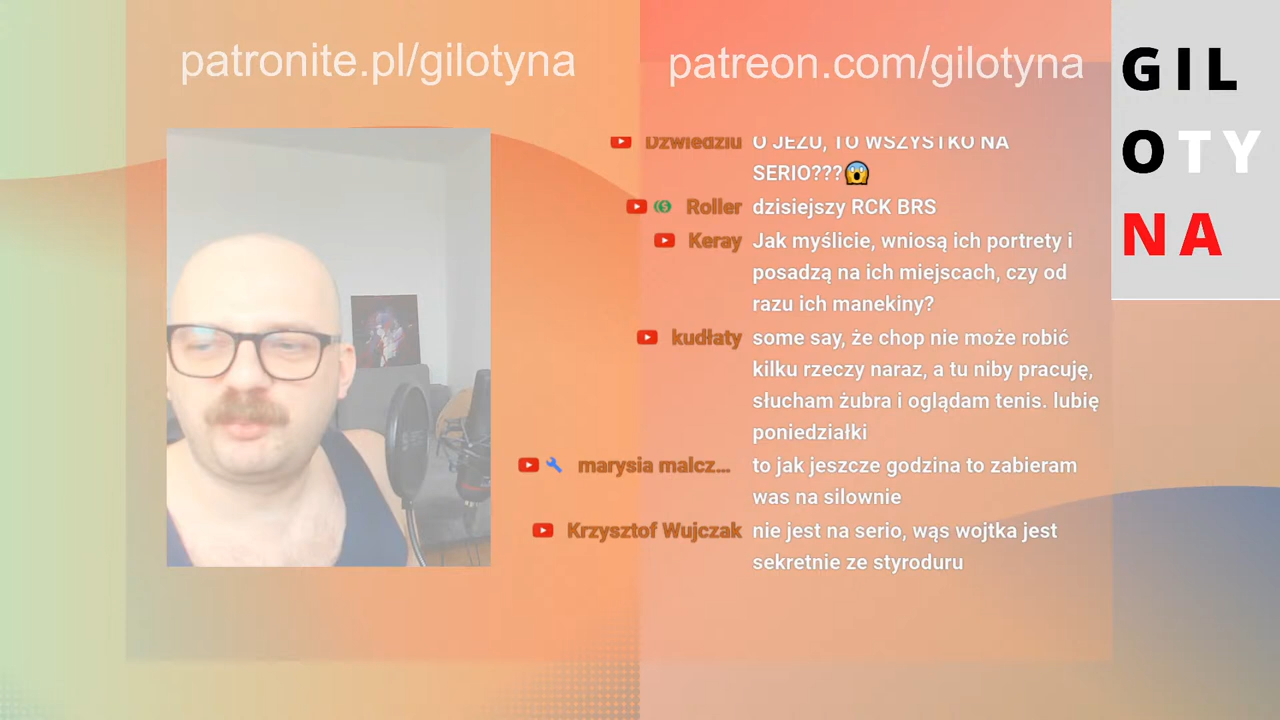 patronite.pl/gilotyna
patreon.com/gilotyna
GIL
OTY
NA
Dzwiedziu O JEZU, TO WSZYSTKO NA
SERIO???😱
Roller dzisiejszy RCK BRS
Keray Jak myślicie, wniosą ich portrety i
posadzą na ich miejscach, czy od
razu ich manekiny?
kudłaty some say, że chop nie może robić
kilku rzeczy naraz, a tu niby pracuję,
słucham żubra i oglądam tenis. lubię
poniedziałki
marysia malcz... to jak jeszcze godzina to zabieram
was na silownie
Krzysztof Wujczak nie jest na serio, wąs wojtka jest
sekretnie ze styroduru